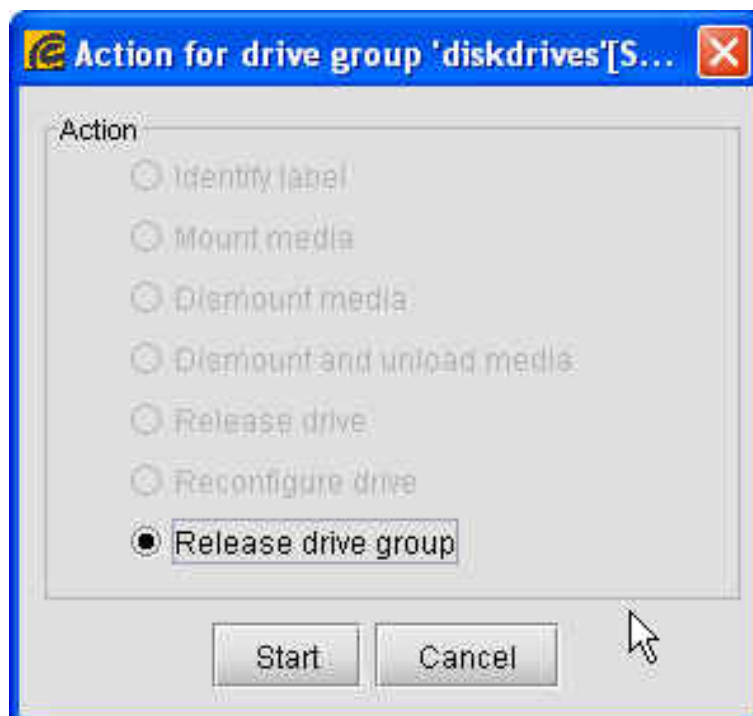 Action for drive group 'diskdrives'[S...
Action
Identify label
Mount media
Dismount media
Dismount and unload media
Release drive
Reconfigure drive
Release drive group
Start Cancel